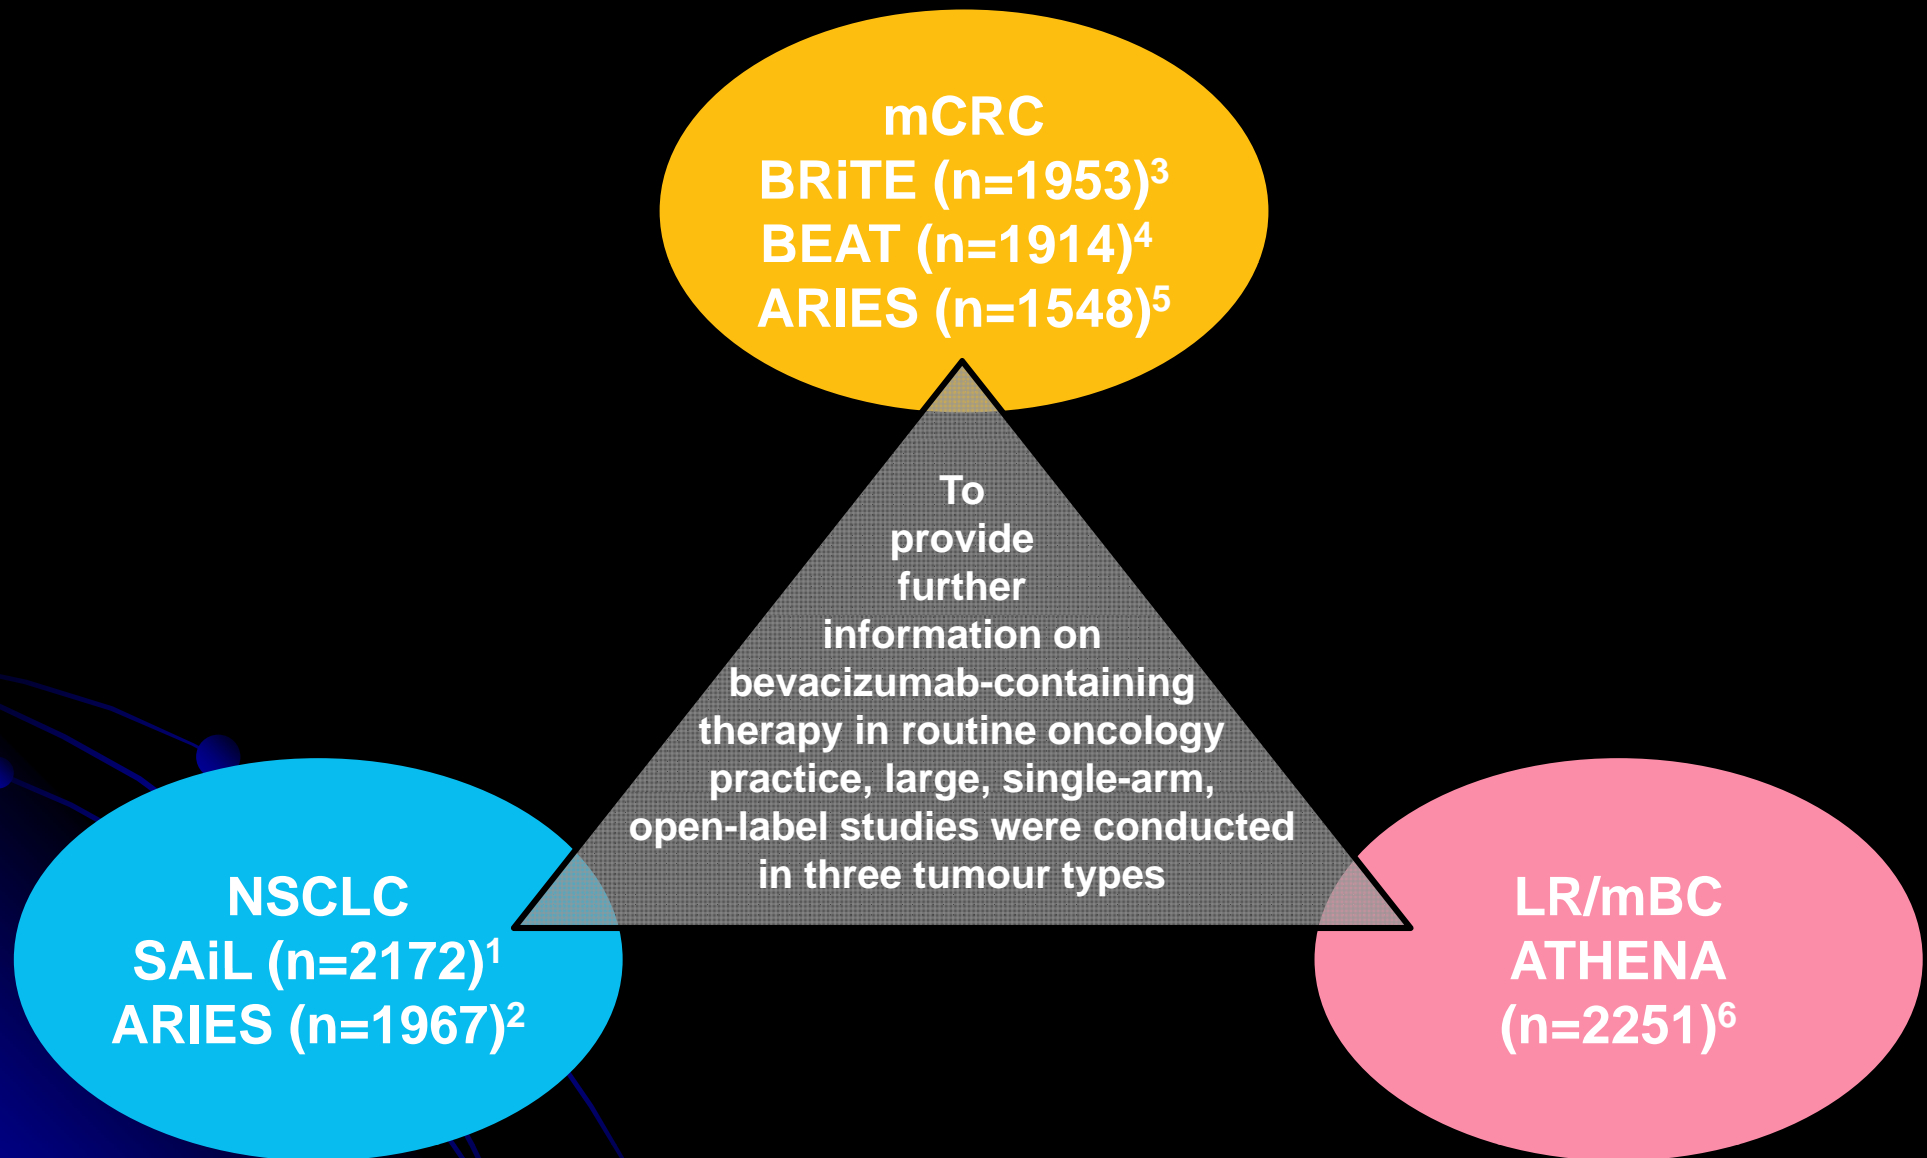 mCRC
BRiTE (n=1953)³
BEAT (n=1914)⁴
ARIES (n=1548)⁵
To
provide
further
information on
bevacizumab-containing
therapy in routine oncology
practice, large, single-arm,
open-label studies were conducted
in three tumour types
NSCLC
SAiL (n=2172)¹
ARIES (n=1967)²
LR/mBC
ATHENA
(n=2251)⁶